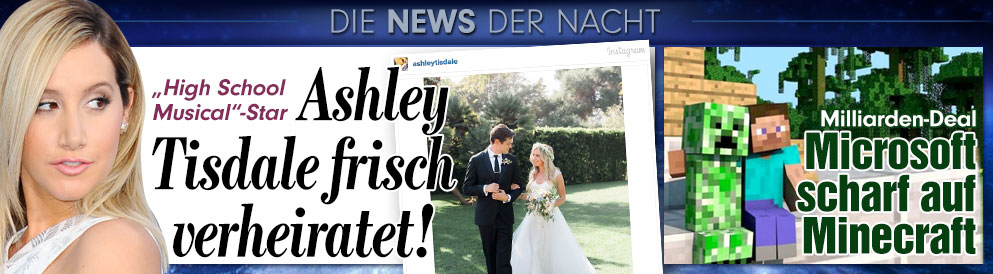 DIE NEWS DER NACHT
„High School
Musical“-Star
Ashley
Tisdale frisch
verheiratet!
Instagram
ashleytisdale
Milliarden-Deal
Microsoft
scharf auf
Minecraft